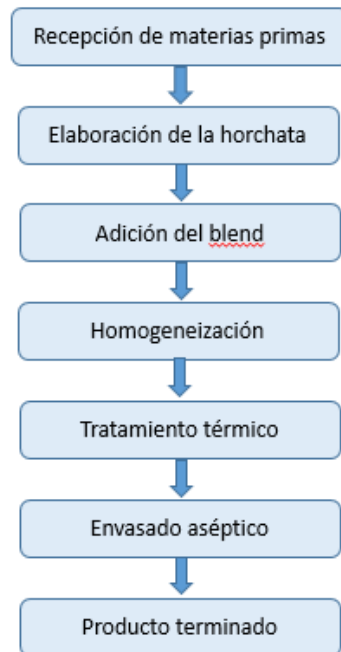 Recepción de materias primas
Elaboración de la horchata
Adición del blend
Homogeneización
Tratamiento térmico
Envasado aséptico
Producto terminado